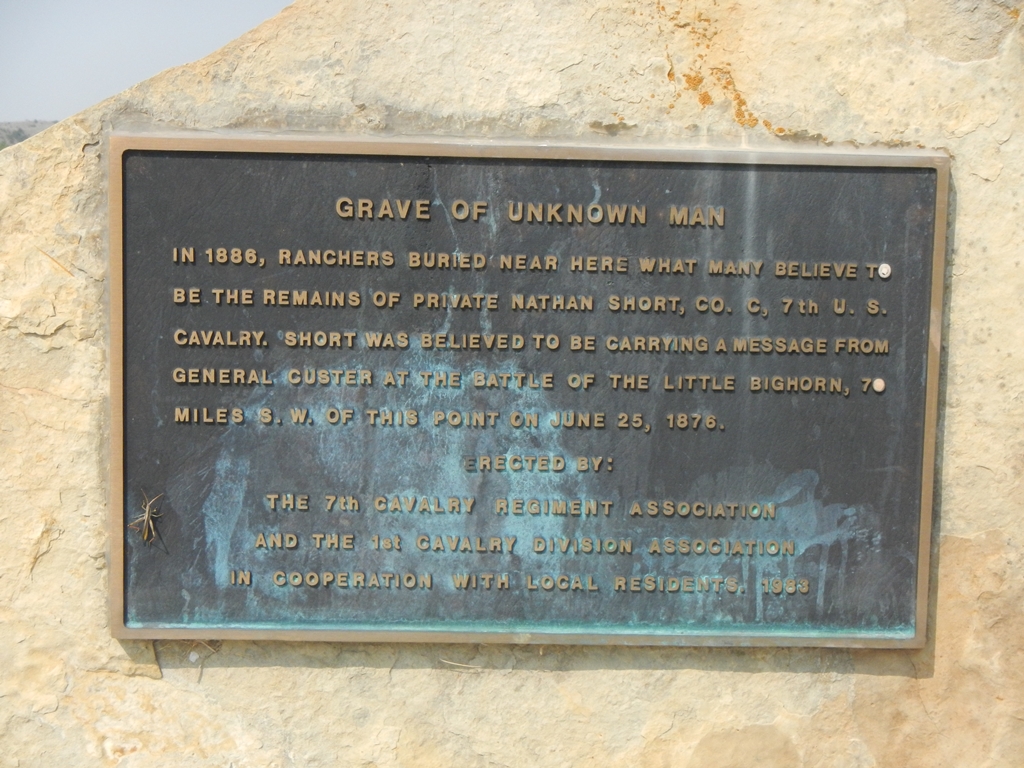 GRAVE OF UNKNOWN MAN
IN 1886, RANCHERS BURIED NEAR HERE WHAT MANY BELIEVE TO
BE THE REMAINS OF PRIVATE NATHAN SHORT, CO. C, 7th U. S.
CAVALRY. SHORT WAS BELIEVED TO BE CARRYING A MESSAGE FROM
GENERAL CUSTER AT THE BATTLE OF THE LITTLE BIGHORN, 70
MILES S. W. OF THIS POINT ON JUNE 25, 1876.
ERECTED BY:
THE 7th CAVALRY REGIMENT ASSOCIATION
AND THE 1st CAVALRY DIVISION ASSOCIATION
IN COOPERATION WITH LOCAL RESIDENTS. 1983